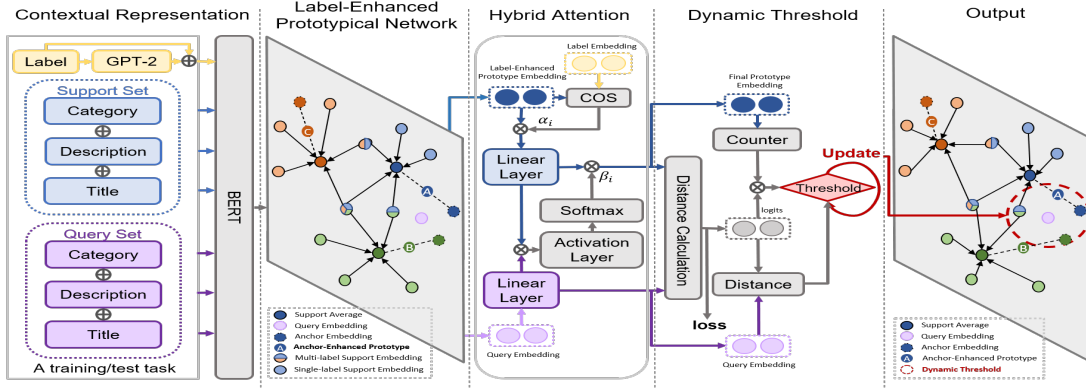 Contextual Representation
Label
GPT-2
Support Set
Category
Description
Title
Query Set
Category
Description
Title
A training/test task
BERT
Label-Enhanced
Prototypical Network
C
A
B
Support Average
Query Embedding
Anchor Embedding
A
Anchor-Enhanced Prototype
Multi-label Support Embedding
Single-label Support Embedding
Hybrid Attention
Label Embedding
Label-Enhanced
Prototype Embedding
COS
α_i
Linear
Layer
β_i
Softmax
Activation
Layer
Linear
Layer
Query Embedding
Dynamic Threshold
Final Prototype
Embedding
Counter
Update
Threshold
Distance Calculation
logits
Distance
loss
Query Embedding
Output
C
A
B
Support Average
Query Embedding
Anchor Embedding
A
Anchor-Enhanced Prototype
Dynamic Threshold